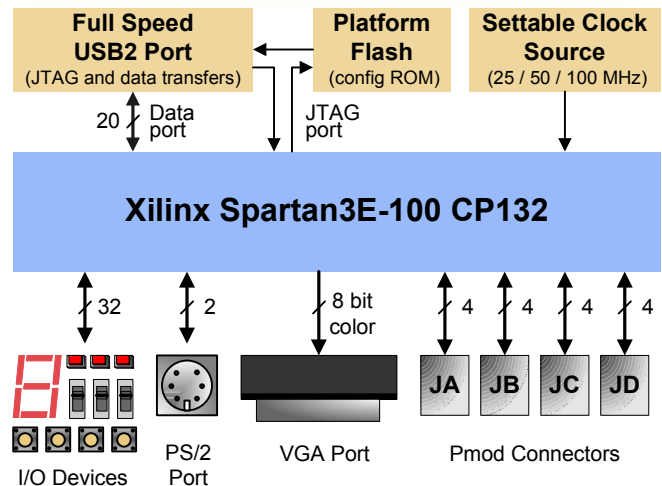 Full Speed
USB2 Port
(JTAG and data transfers)
Platform
Flash
(config ROM)
Settable Clock
Source
(25 / 50 / 100 MHz)
20
Data
port
JTAG
port
Xilinx Spartan3E-100 CP132
32
2
8 bit
color
4
4
4
4
JA
JB
JC
JD
I/O Devices
PS/2
Port
VGA Port
Pmod Connectors